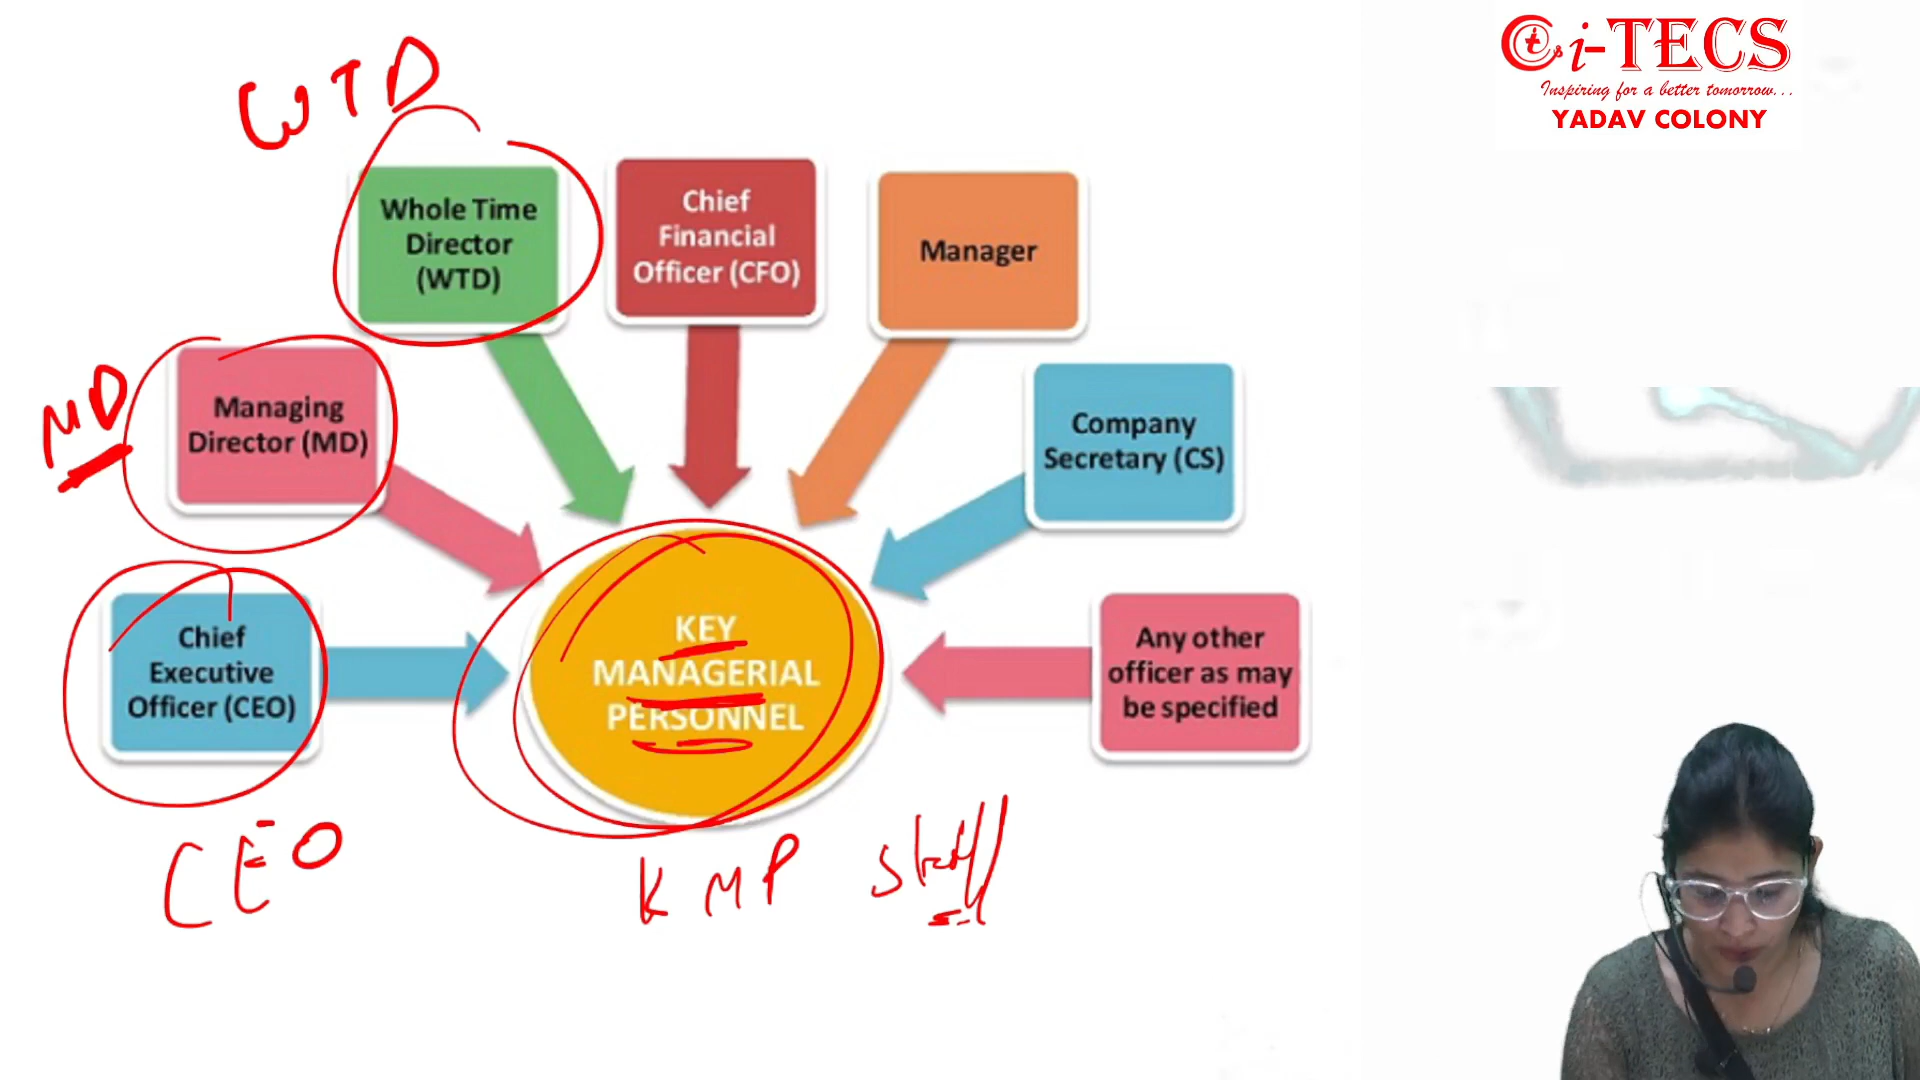 i-TECS
Inspiring for a better tomorrow...
YADAV COLONY
WTD
Whole Time
Director
(WTD)
Chief
Financial
Officer (CFO)
Manager
MD
Managing
Director (MD)
Company
Secretary (CS)
Chief
Executive
Officer (CEO)
KEY
MANAGERIAL
PERSONNEL
Any other
officer as may
be specified
CEO
KMP Staff